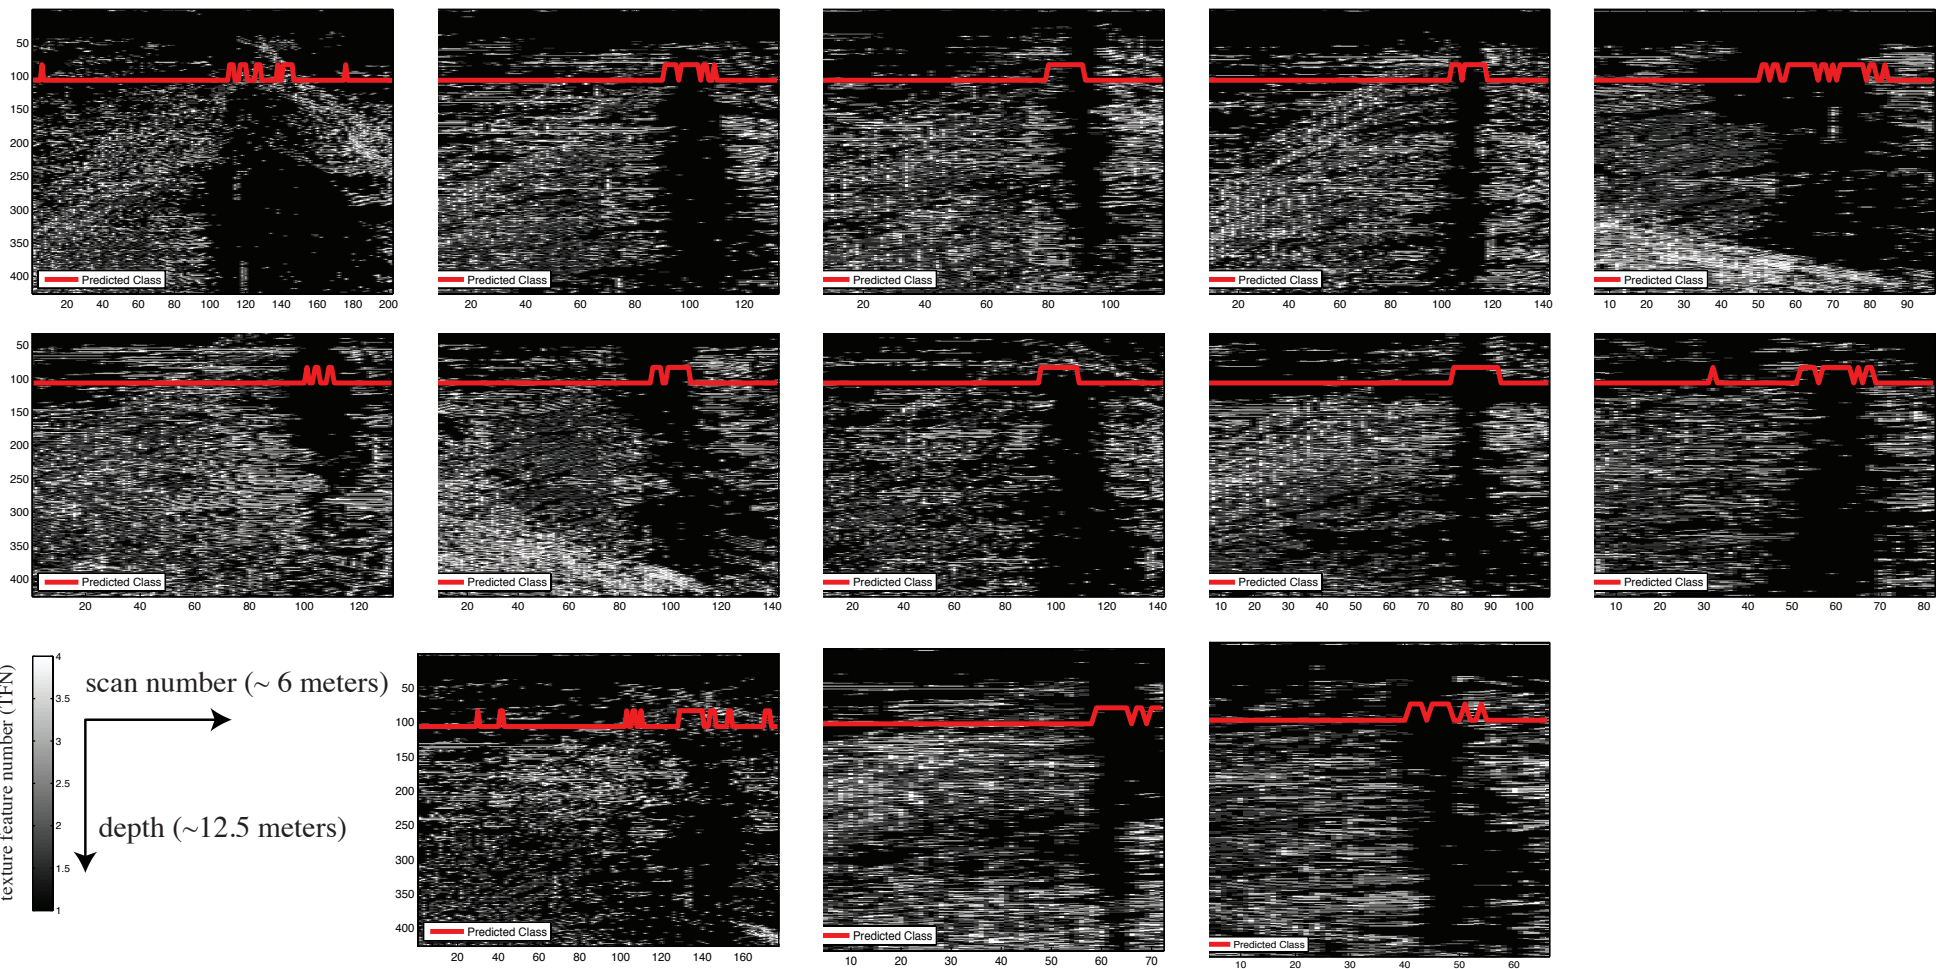 50
100
150
200
250
300
350
400
Predicted Class
20 40 60 80 100 120 140 160 180 200
Predicted Class
20 40 60 80 100 120
Predicted Class
20 40 60 80 100
Predicted Class
20 40 60 80 100 120 140
Predicted Class
10 20 30 40 50 60 70 80 90
50
100
150
200
250
300
350
400
Predicted Class
20 40 60 80 100 120
Predicted Class
20 40 60 80 100 120 140
Predicted Class
20 40 60 80 100 120 140
Predicted Class
10 20 30 40 50 60 70 80 90 100
Predicted Class
10 20 30 40 50 60 70 80
texture feature number (TFN)
4
3.5
3
2.5
2
1.5
1
scan number (~ 6 meters)
depth (~12.5 meters)
50
100
150
200
250
300
350
400
Predicted Class
20 40 60 80 100 120 140 160
Predicted Class
10 20 30 40 50 60 70
Predicted Class
10 20 30 40 50 60